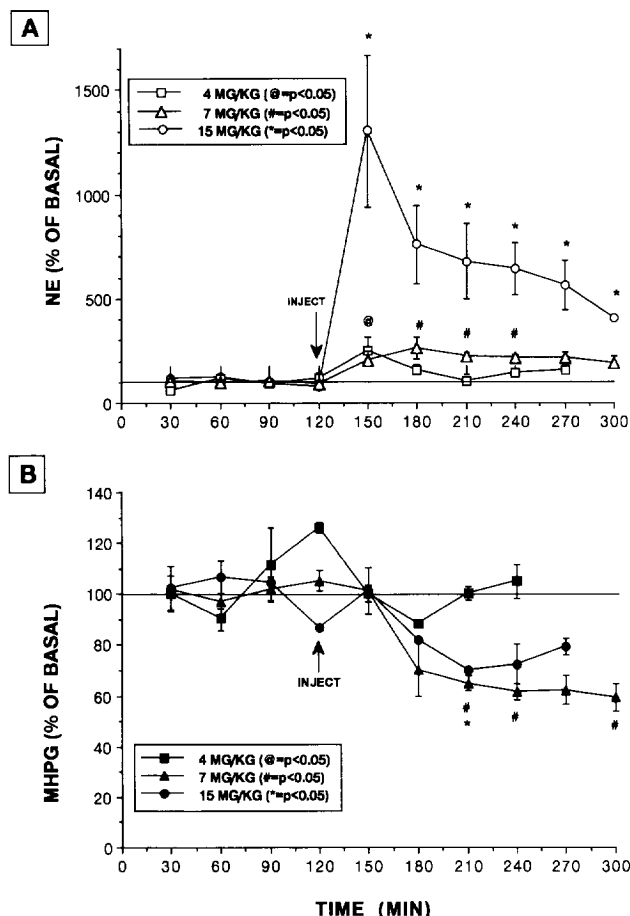 A
NE (% OF BASAL)
1500
1000
500
0
4 MG/KG (@=p<0.05)
7 MG/KG (#=p<0.05)
15 MG/KG (*=p<0.05)
INJECT
*
*
*
*
*
*
@
#
#
#
0 30 60 90 120 150 180 210 240 270 300
B
MHPG (% OF BASAL)
140
120
100
80
60
40
20
0
INJECT
#
*
#
#
4 MG/KG (@=p<0.05)
7 MG/KG (#=p<0.05)
15 MG/KG (*=p<0.05)
0 30 60 90 120 150 180 210 240 270 300
TIME (MIN)